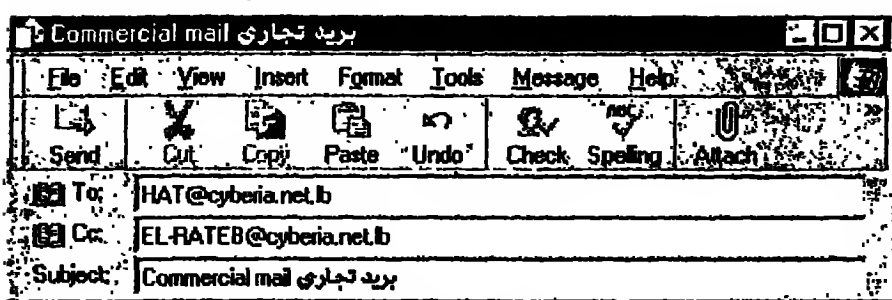 Commercial mail بريد تجاري
File Edit View Insert Format Tools Message Help
Send Cut Copy Paste Undo Check Spelling Attach
To: HAT@cyberia.net.lb
Cc: EL-RATEB@cyberia.net.lb
Subject: Commercial mail بريد تجاري